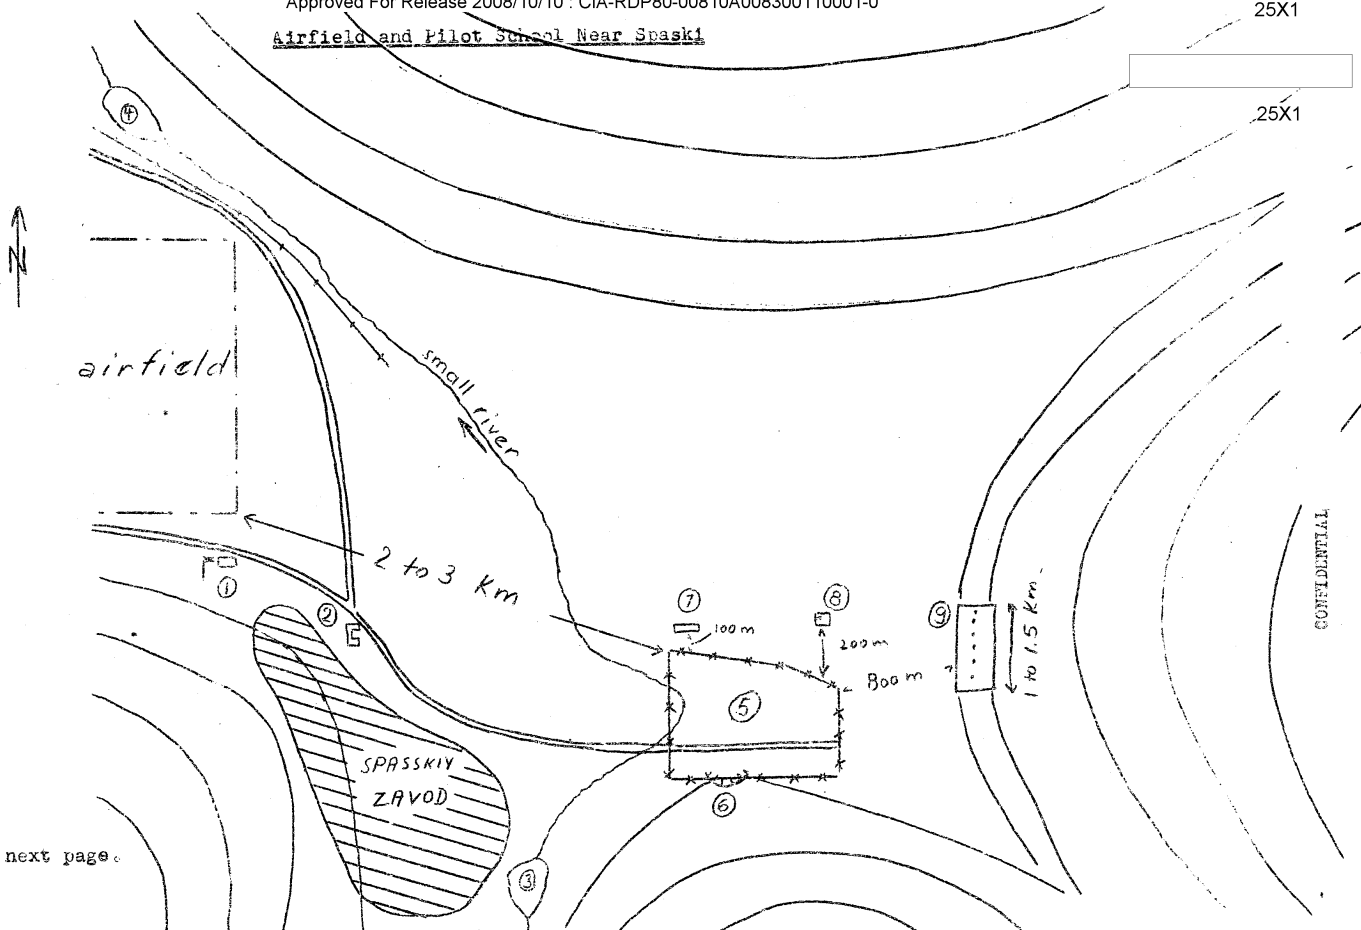 Approved For Release 2008/10/10 : CIA-RDP80-00810A008300110001-0
25X1
Airfield and Pilot School Near Spaski
25X1
4
N
airfield
small river
2 to 3 Km
1
2
7
100 m
8
200 m
9
1 to 1.5 Km.
800 m
5
CONFIDENTIAL
SPASSKIY
ZAVOD
6
3
next page.